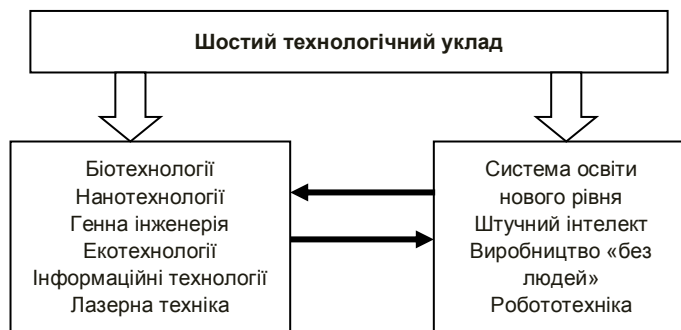 Шостий технологічний уклад
Біотехнології
Нанотехнології
Генна інженерія
Екотехнології
Інформаційні технології
Лазерна техніка
Система освіти
нового рівня
Штучний інтелект
Виробництво «без
людей»
Робототехніка